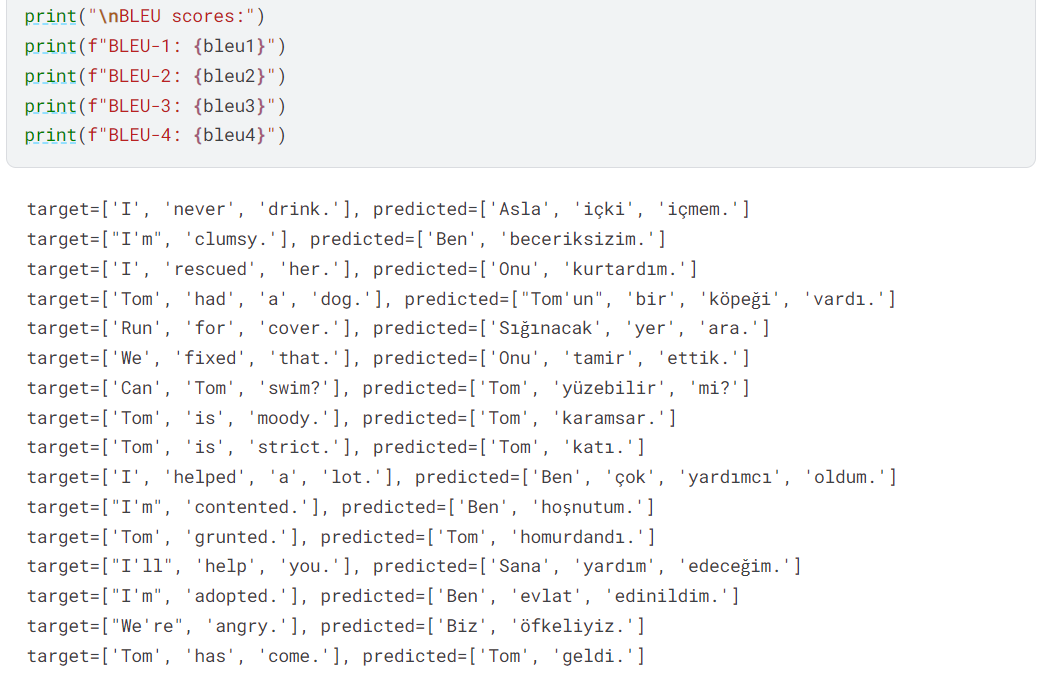 print("\nBLEU scores:")
print(f"BLEU-1: {bleu1}")
print(f"BLEU-2: {bleu2}")
print(f"BLEU-3: {bleu3}")
print(f"BLEU-4: {bleu4}")
target=['I', 'never', 'drink.'], predicted=['Asla', 'içki', 'içmem.']
target=["I'm", 'clumsy.'], predicted=['Ben', 'beceriksizim.']
target=['I', 'rescued', 'her.'], predicted=['Onu', 'kurtardım.']
target=['Tom', 'had', 'a', 'dog.'], predicted=["Tom'un", 'bir', 'köpeği', 'vardı.']
target=['Run', 'for', 'cover.'], predicted=['Sığınacak', 'yer', 'ara.']
target=['We', 'fixed', 'that.'], predicted=['Onu', 'tamir', 'ettik.']
target=['Can', 'Tom', 'swim?'], predicted=['Tom', 'yüzebilir', 'mi?']
target=['Tom', 'is', 'moody.'], predicted=['Tom', 'karamsar.']
target=['Tom', 'is', 'strict.'], predicted=['Tom', 'katı.']
target=['I', 'helped', 'a', 'lot.'], predicted=['Ben', 'çok', 'yardımcı', 'oldum.']
target=["I'm", 'contented.'], predicted=['Ben', 'hoşnutum.']
target=['Tom', 'grunted.'], predicted=['Tom', 'homurdandı.']
target=["I'll", 'help', 'you.'], predicted=['Sana', 'yardım', 'edeceğim.']
target=["I'm", 'adopted.'], predicted=['Ben', 'evlat', 'edinildim.']
target=["We're", 'angry.'], predicted=['Biz', 'öfkeliyiz.']
target=['Tom', 'has', 'come.'], predicted=['Tom', 'geldi.']